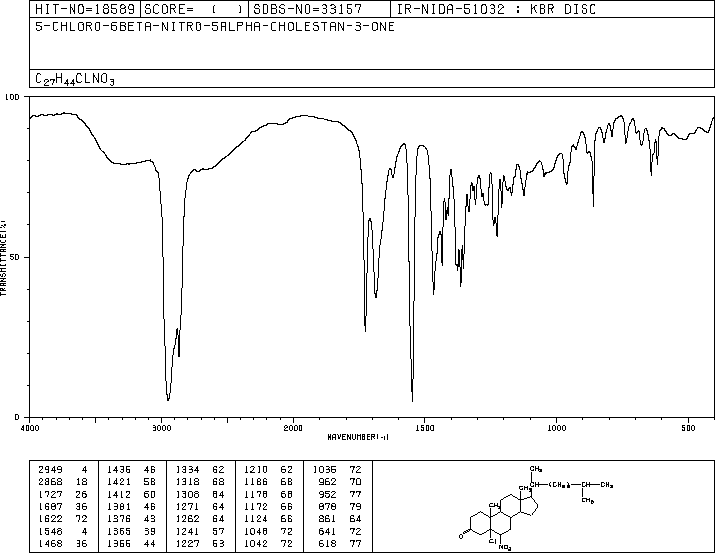 HIT-NO=18589 SCORE= ( ) SDBS-NO=33157 IR-NIDA-51032 : KBR DISC
5-CHLORO-6BETA-NITRO-5ALPHA-CHOLESTAN-3-ONE
C27H44CLNO3
100
50
0
TRANSMITTANCE(%)
4000 3000 2000 1500 1000 500
WAVENUMBER(-1)
2949 4 1436 46 1334 62 1210 62 1036 72
2868 18 1421 58 1318 68 1186 68 962 70
1727 26 1412 60 1308 64 1178 68 952 77
1687 36 1381 46 1271 64 1172 66 878 79
1622 72 1376 43 1262 64 1124 66 861 64
1548 4 1365 39 1241 57 1048 72 641 72
1468 36 1356 44 1227 53 1042 72 618 77
CH3
CH3
CH3
CH3
O
Cl
NO2